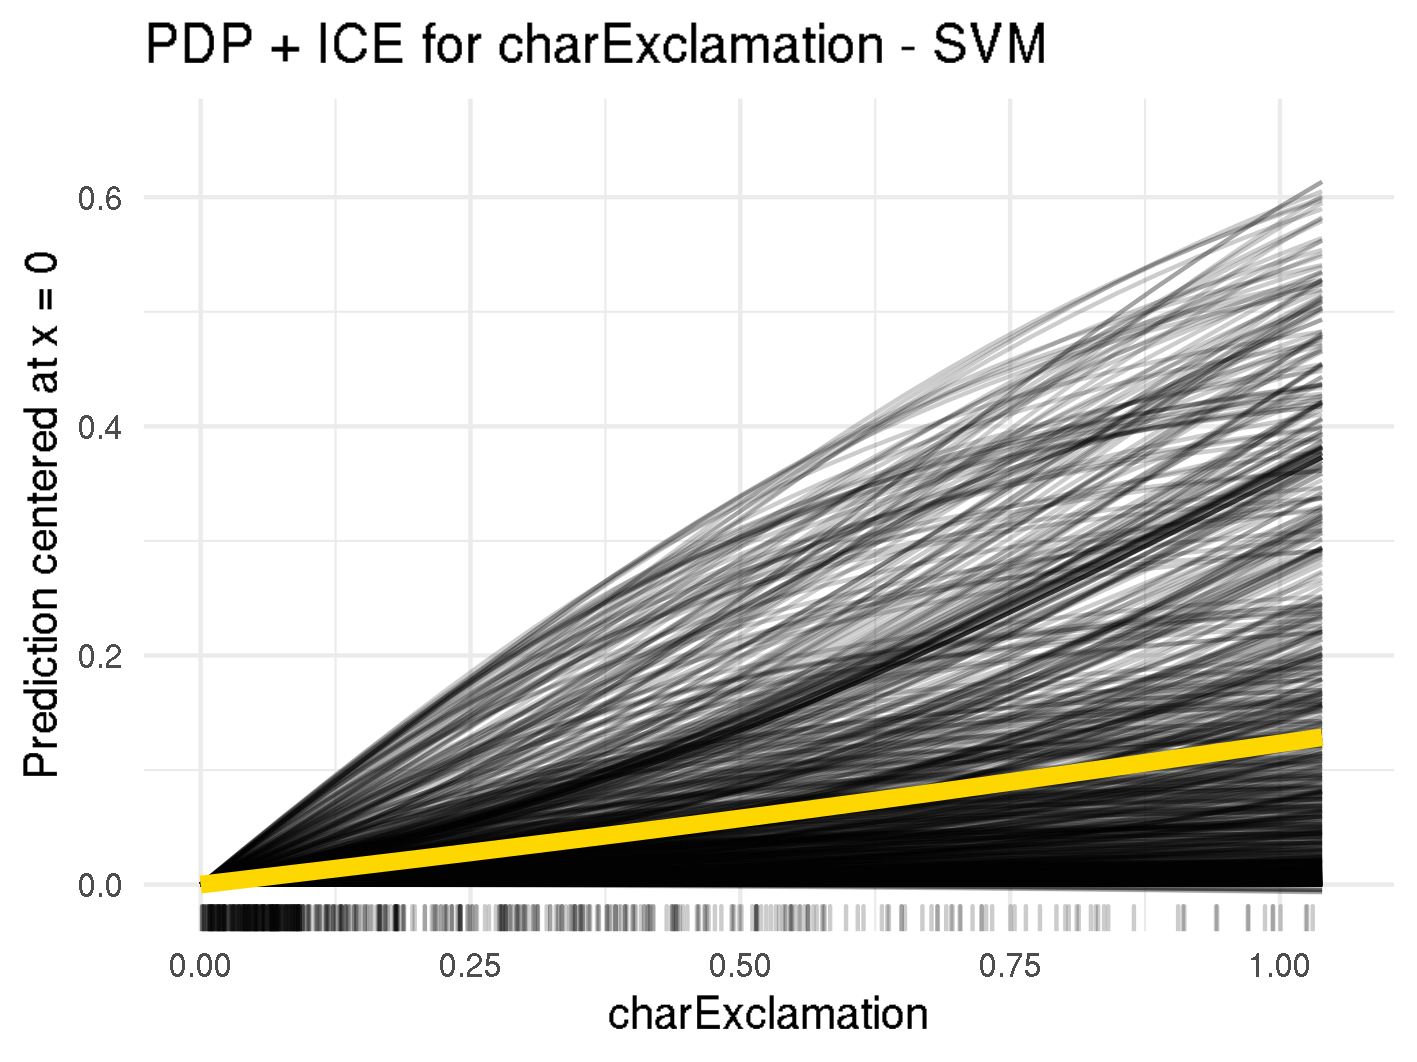 PDP + ICE for charExclamation - SVM
Prediction centered at x = 0
0.6
0.4
0.2
0.0
0.00 0.25 0.50 0.75 1.00
charExclamation